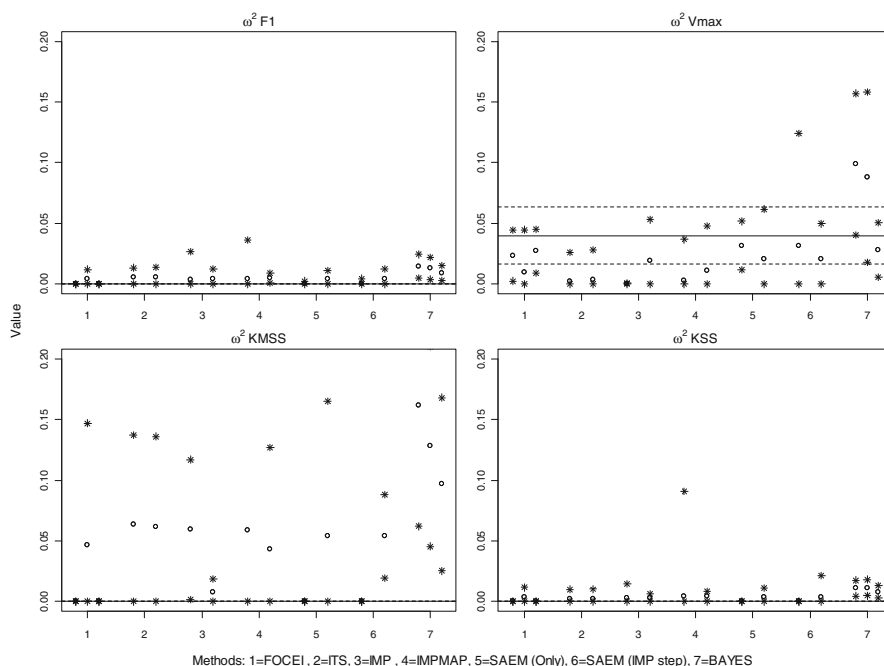 ω² F1
ω² Vmax
0.20
0.15
0.10
0.05
0.00
1 2 3 4 5 6 7
0.20
0.15
0.10
0.05
0.00
1 2 3 4 5 6 7
Value
ω² KMSS
ω² KSS
0.20
0.15
0.10
0.05
0.00
1 2 3 4 5 6 7
0.20
0.15
0.10
0.05
0.00
1 2 3 4 5 6 7
Methods: 1=FOCEI , 2=ITS, 3=IMP , 4=IMPMAP, 5=SAEM (Only), 6=SAEM (IMP step), 7=BAYES